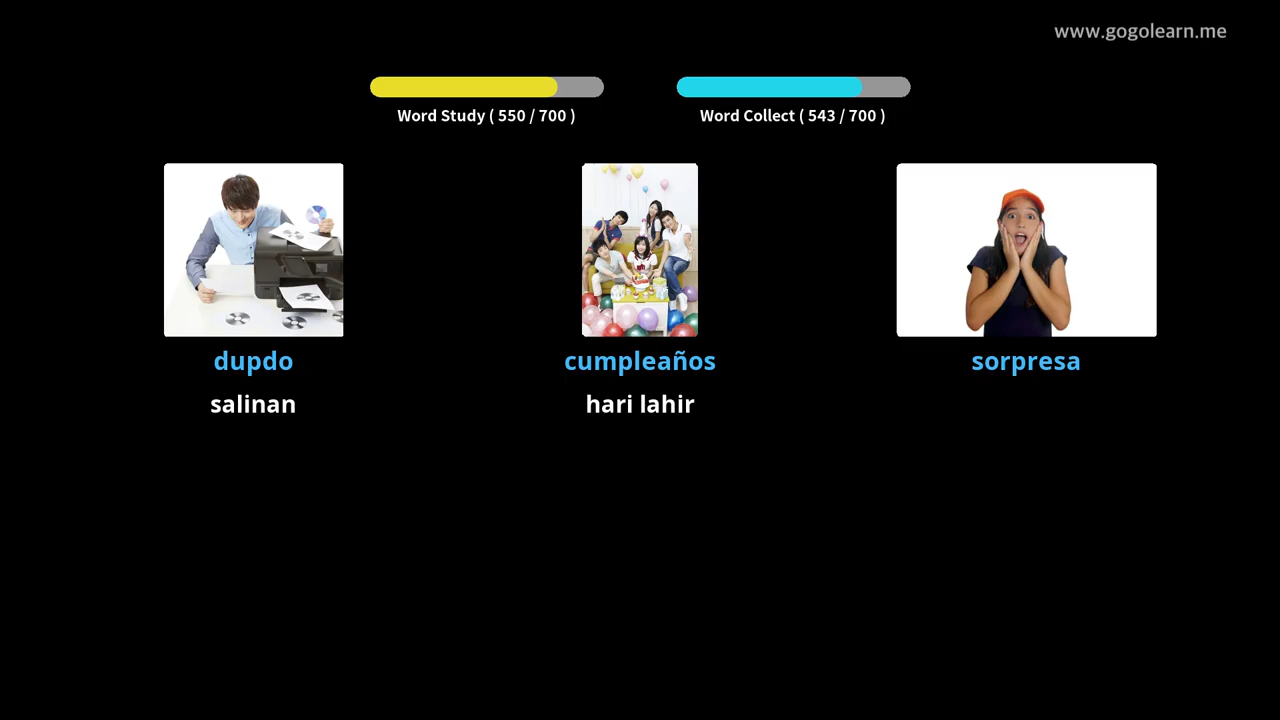 www.gogolearn.me
Word Study ( 550 / 700 )
Word Collect ( 543 / 700 )
dupdo
cumpleaños
sorpresa
salinan
hari lahir